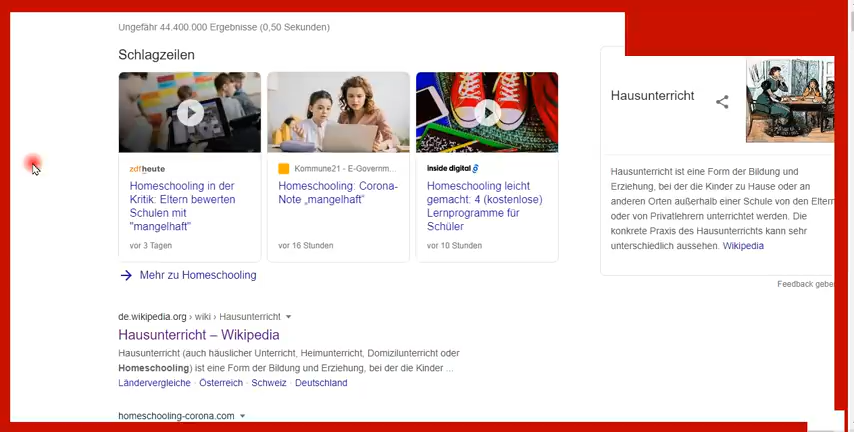 Ungefähr 44.400.000 Ergebnisse (0,50 Sekunden)
Schlagzeilen
zdfheute
Homeschooling in der
Kritik: Eltern bewerten
Schulen mit
"mangelhaft"
vor 3 Tagen
Kommune21 - E-Governm...
Homeschooling: Corona-
Note „mangelhaft“
vor 16 Stunden
inside digital
Homeschooling leicht
gemacht: 4 (kostenlose)
Lernprogramme für
Schüler
vor 10 Stunden
Mehr zu Homeschooling
de.wikipedia.org › wiki › Hausunterricht
Hausunterricht – Wikipedia
Hausunterricht (auch häuslicher Unterricht, Heimunterricht, Domizilunterricht oder
Homeschooling) ist eine Form der Bildung und Erziehung, bei der die Kinder ...
Ländervergleiche · Österreich · Schweiz · Deutschland
homeschooling-corona.com
Hausunterricht
Hausunterricht ist eine Form der Bildung und
Erziehung, bei der die Kinder zu Hause oder an
anderen Orten außerhalb einer Schule von den Eltern
oder von Privatlehrern unterrichtet werden. Die
konkrete Praxis des Hausunterrichts kann sehr
unterschiedlich aussehen. Wikipedia
Feedback geben